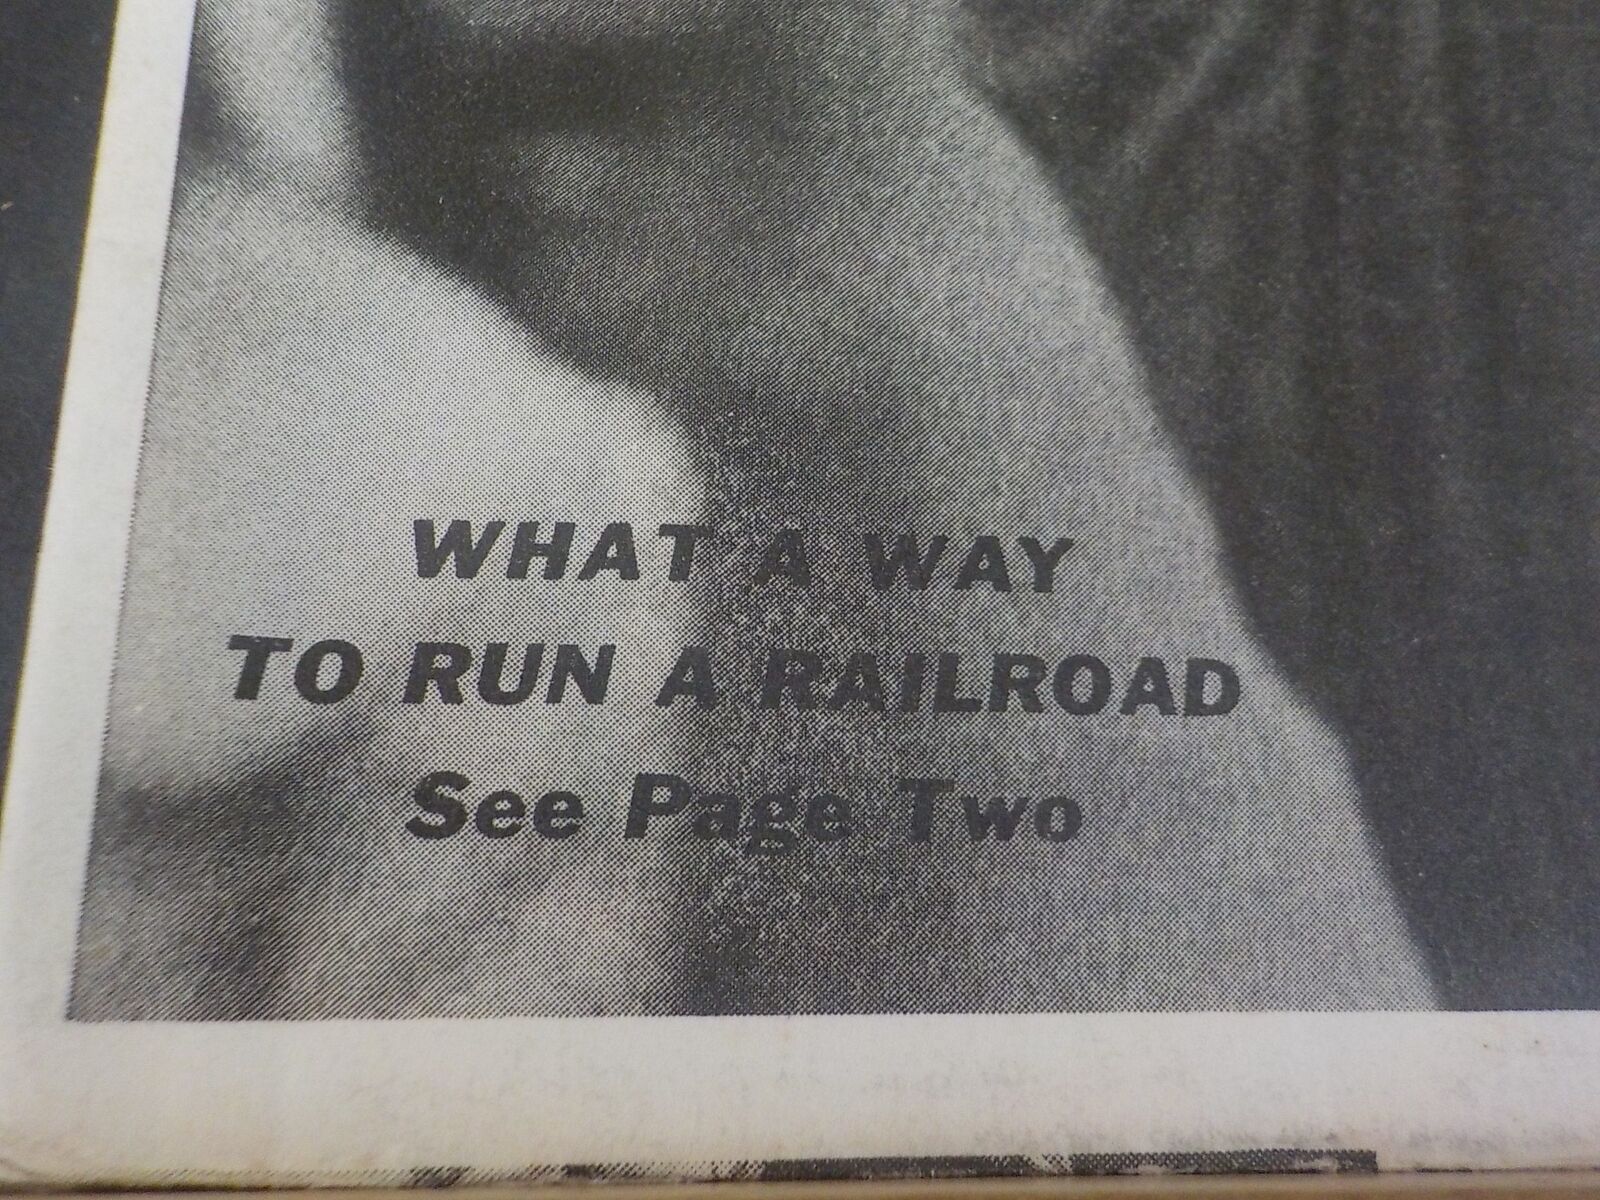 WHAT A WAY
TO RUN A RAILROAD
See Page Two